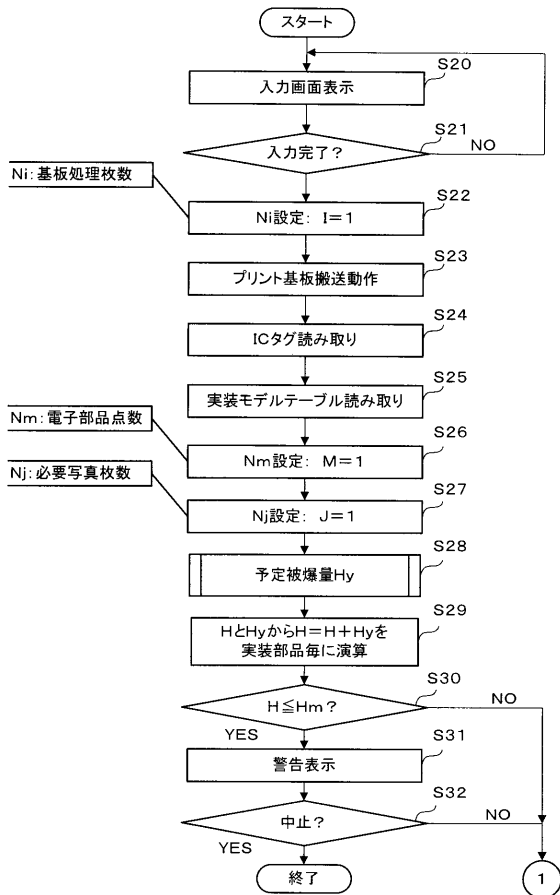 スタート
S20
入力画面表示
S21
入力完了？
NO
Ni：基板処理枚数
S22
Ni設定： I＝1
S23
プリント基板搬送動作
S24
ICタグ読み取り
S25
実装モデルテーブル読み取り
Nm：電子部品点数
S26
Nm設定： M＝1
Nj：必要写真枚数
S27
Nj設定： J＝1
S28
予定被爆量Hy
S29
HとHyからH＝H＋Hyを
実装部品毎に演算
S30
H≦Hm？
NO
YES
S31
警告表示
S32
中止？
NO
YES
終了
1